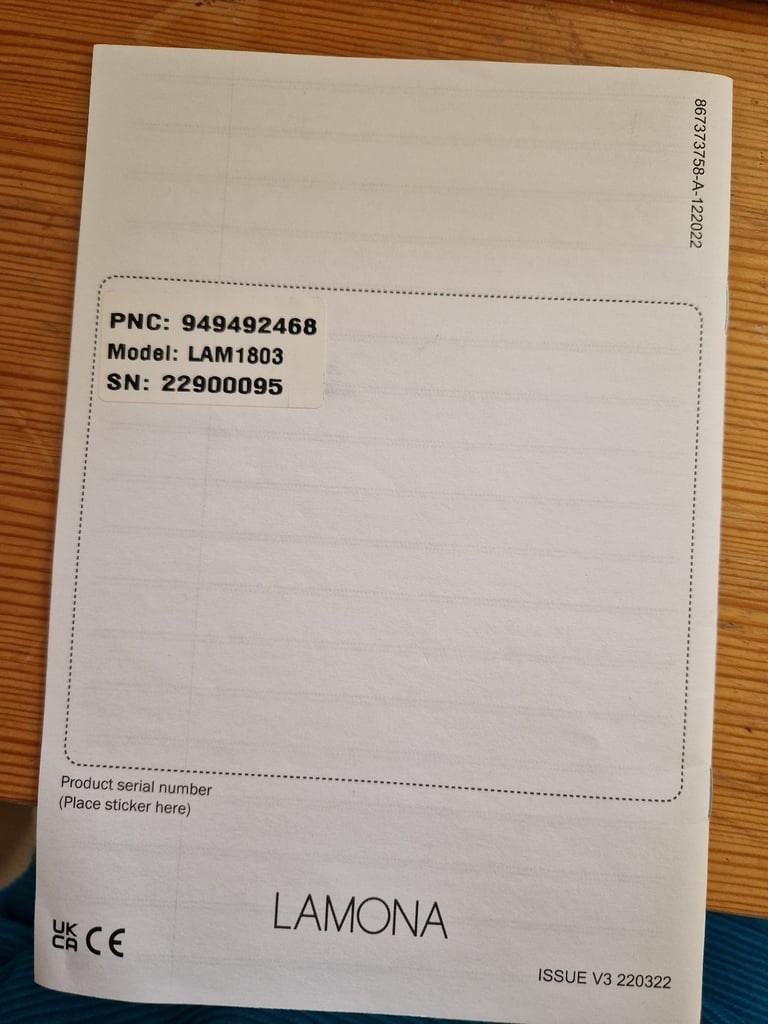 867373758-A-122022
PNC: 949492468
Model: LAM1803
SN: 22900095
Product serial number
(Place sticker here)
LAMONA
UK
CA CE
ISSUE V3 220322